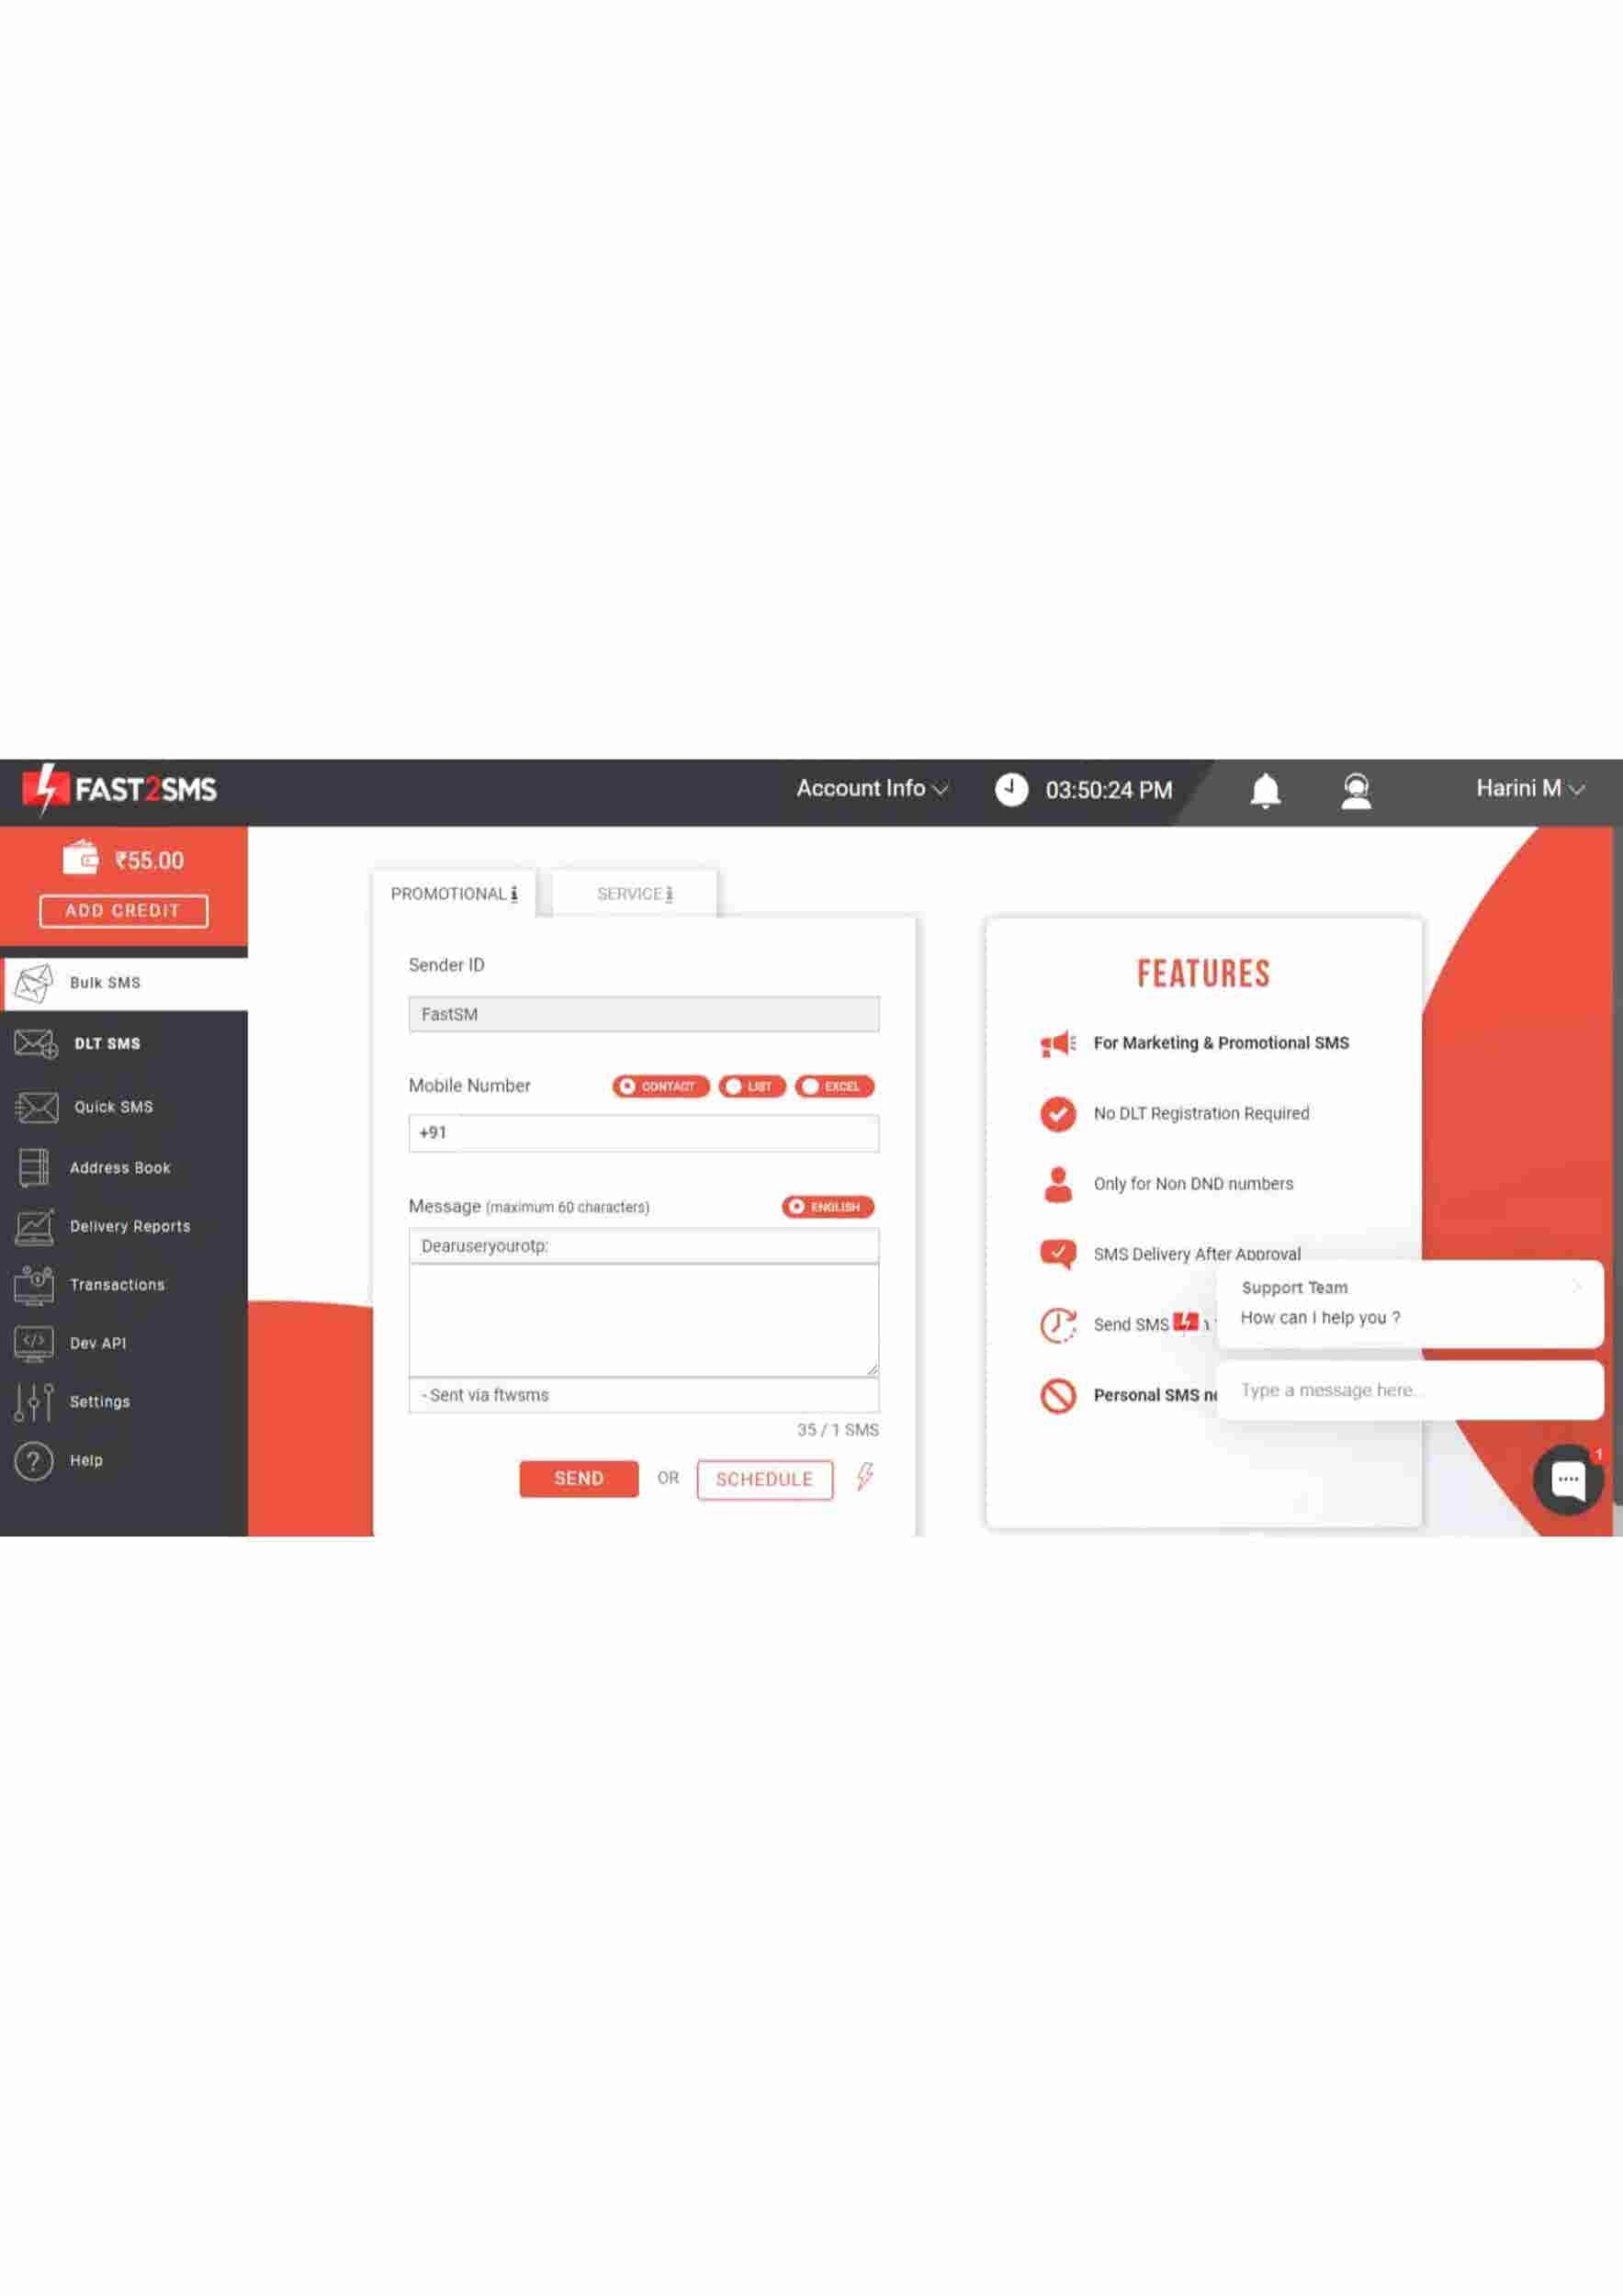 FAST2SMS
Account Info
03:50:24 PM
Harini M
₹55.00
ADD CREDIT
Bulk SMS
DLT SMS
Quick SMS
Address Book
Delivery Reports
Transactions
Dev API
Settings
Help
PROMOTIONAL i
SERVICE i
Sender ID
FastSM
Mobile Number
CONTACT
LIST
EXCEL
+91
Message (maximum 60 characters)
ENGLISH
Dearuseryourotp:
- Sent via ftwsms
35 / 1 SMS
SEND
OR
SCHEDULE
FEATURES
For Marketing & Promotional SMS
No DLT Registration Required
Only for Non DND numbers
SMS Delivery After Approval
Send SMS
Personal SMS
Support Team
How can I help you ?
Type a message here..
1